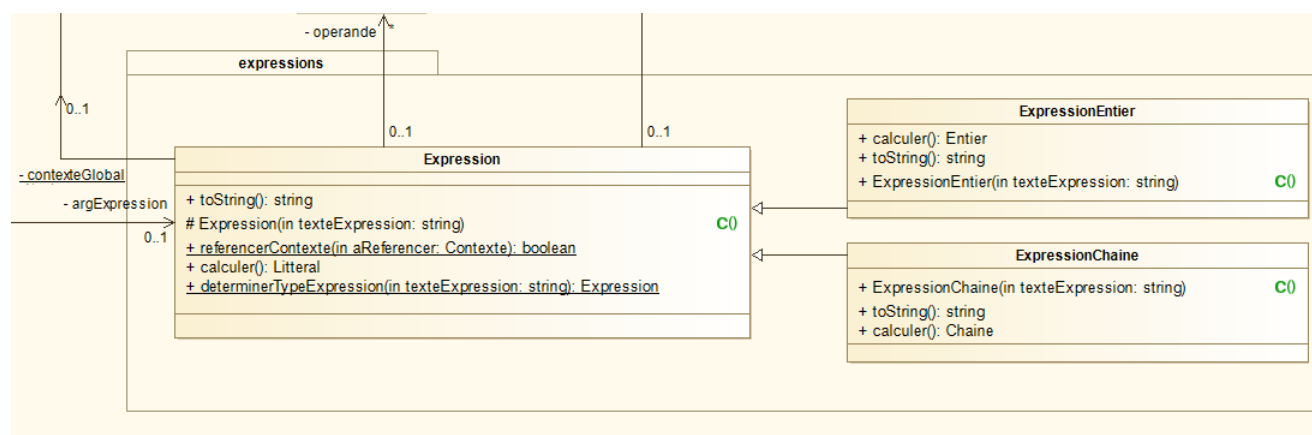 - operande
*
expressions
0..1
0..1
0..1
- contexteGlobal
- argExpression
0..1
Expression
+ toString(): string
# Expression(in texteExpression: string) C()
+ referencerContexte(in aReferencer: Contexte): boolean
+ calculer(): Litteral
+ determinerTypeExpression(in texteExpression: string): Expression
ExpressionEntier
+ calculer(): Entier
+ toString(): string
+ ExpressionEntier(in texteExpression: string) C()
ExpressionChaine
+ ExpressionChaine(in texteExpression: string) C()
+ toString(): string
+ calculer(): Chaine